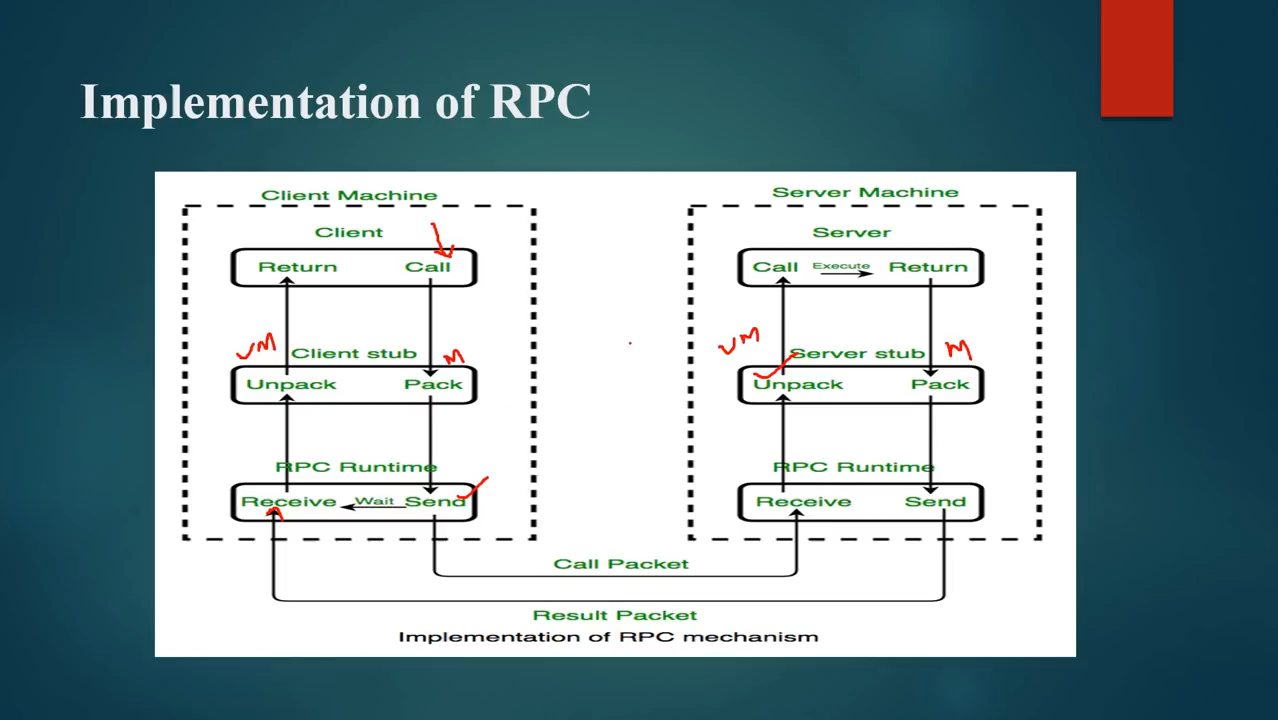 Implementation of RPC
Client Machine
Server Machine
Client
Server
Return Call
Call Execute Return
UM Client stub M
UM Server stub M
Unpack Pack
Unpack Pack
RPC Runtime
RPC Runtime
Receive Wait Send
Receive Send
Call Packet
Result Packet
Implementation of RPC mechanism